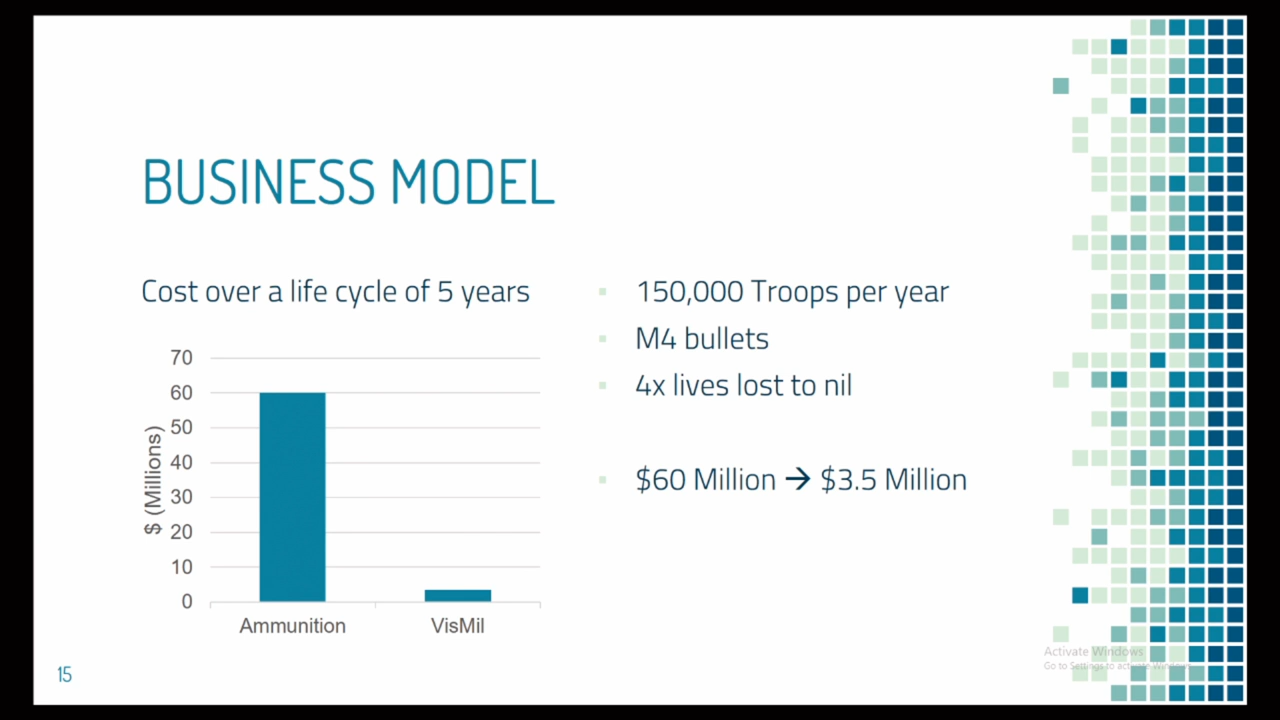 BUSINESS MODEL
Cost over a life cycle of 5 years
70
60
50
40
30
20
10
0
$ (Millions)
Ammunition
VisMil
150,000 Troops per year
M4 bullets
4x lives lost to nil
$60 Million → $3.5 Million
Activate Windows
Go to Settings to activate Windows.
15